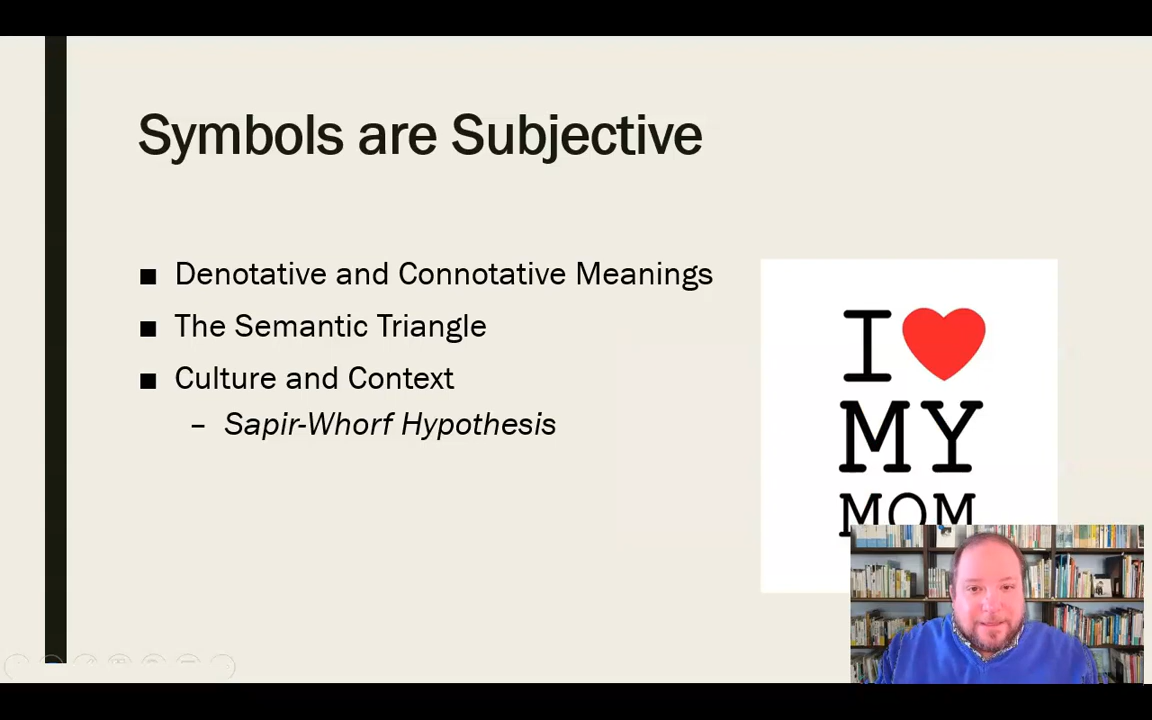 Symbols are Subjective
■ Denotative and Connotative Meanings
■ The Semantic Triangle
■ Culture and Context
– Sapir-Whorf Hypothesis
I ❤
MY
MOM